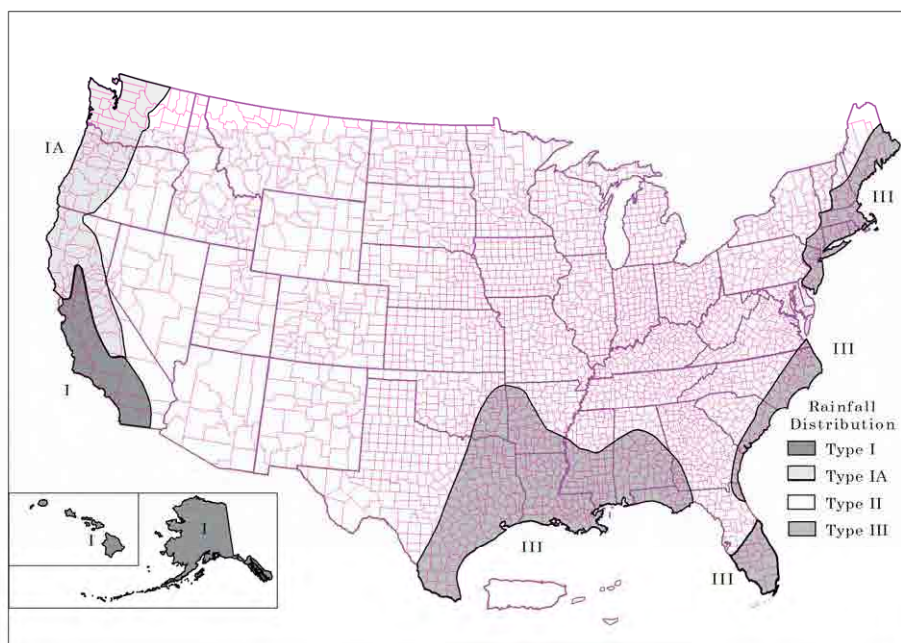 IA
III
III
I
Rainfall
Distribution
Type I
Type IA
Type II
Type III
I
I
III
III